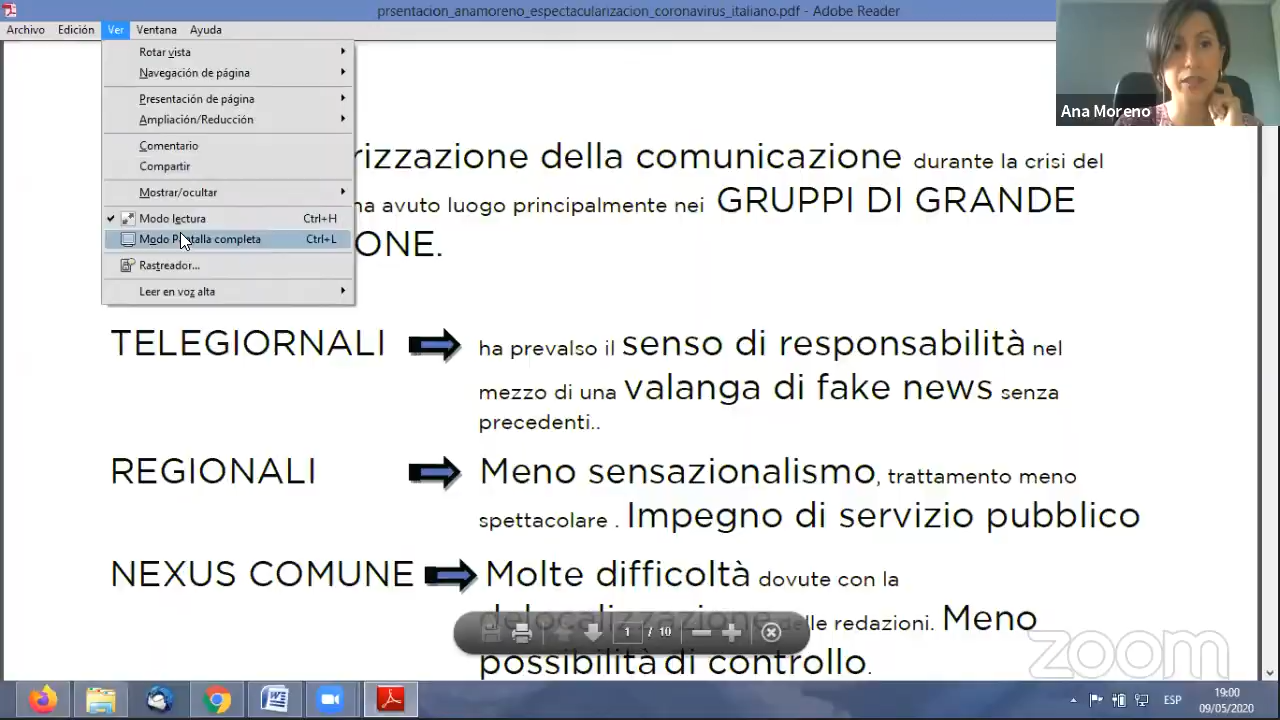 prsentacion_anamoreno_espectacularizacion_coronavirus_italiano.pdf - Adobe Reader
Archivo Edición Ver Ventana Ayuda
Rotar vista
Navegación de página
Presentación de página
Ampliación/Reducción
Comentario
Compartir
Mostrar/ocultar
Modo lectura Ctrl+H
Modo Pantalla completa Ctrl+L
Rastreador...
Leer en voz alta
Ana Moreno
rizzazione della comunicazione durante la crisi del
ha avuto luogo principalmente nei GRUPPI DI GRANDE
ONE.
TELEGIORNALI ha prevalso il senso di responsabilità nel
mezzo di una valanga di fake news senza
precedenti..
REGIONALI Meno sensazionalismo, trattamento meno
spettacolare . Impegno di servizio pubblico
NEXUS COMUNE Molte difficoltà dovute con la
delocalizzazione delle redazioni. Meno
possibilità di controllo.
1 / 10
zoom
ESP
19:00
09/05/2020